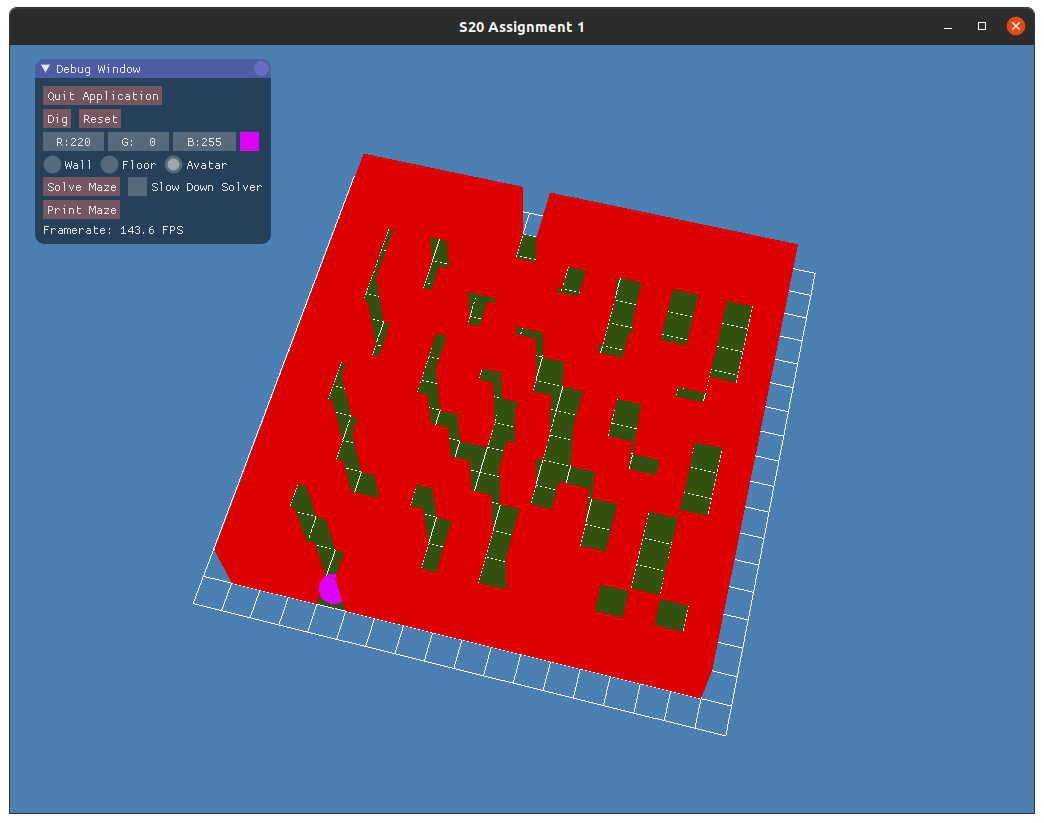 S20 Assignment 1
Debug Window
Quit Application
Dig Reset
R:220 G: 0 B:255
Wall Floor Avatar
Solve Maze Slow Down Solver
Print Maze
Framerate: 143.6 FPS